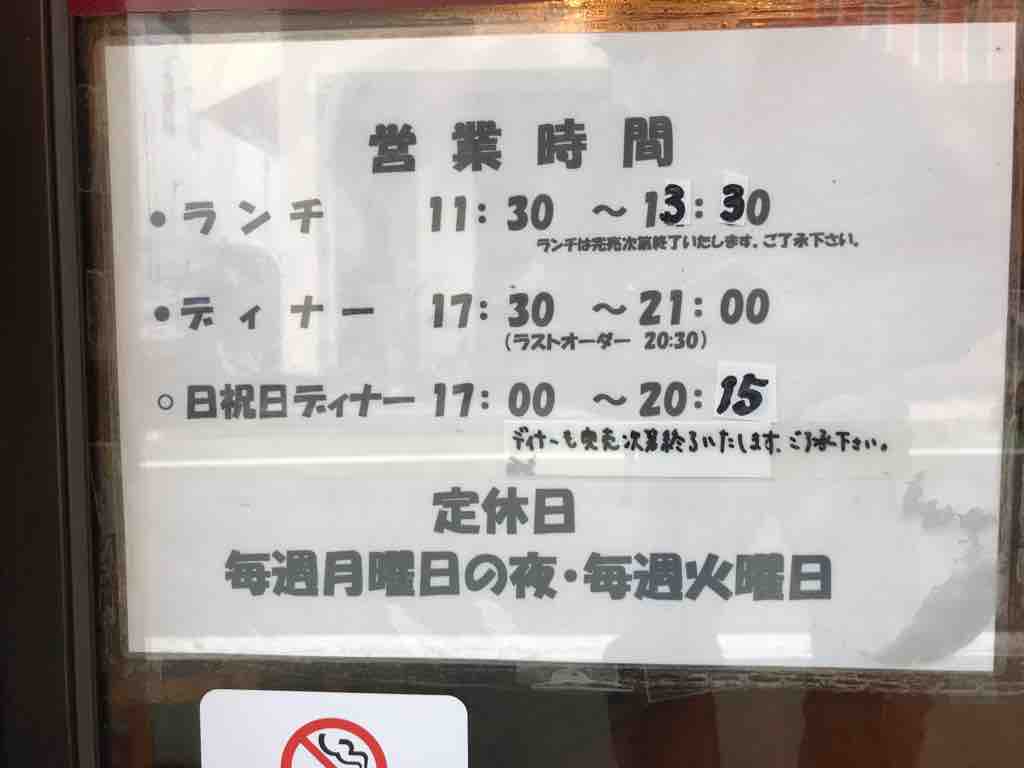 営業時間
•ランチ 11:30 ～13:30
ランチは完売次第終了いたします。ご了承下さい。
•ディナー 17:30 ～21:00
(ラストオーダー 20:30)
○日祝日ディナー 17:00 ～20:15
ディナーも完売次第終了いたします。ご了承下さい。
定休日
毎週月曜日の夜・毎週火曜日